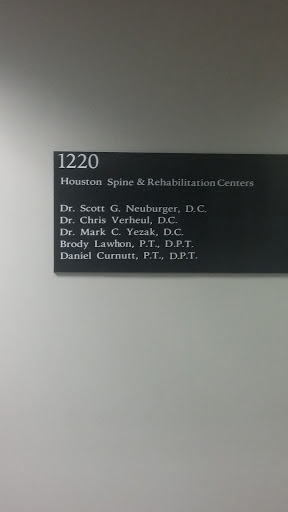 1220
Houston Spine & Rehabilitation Centers
Dr. Scott G. Neuburger, D.C.
Dr. Chris Verheul, D.C.
Dr. Mark C. Yezak, D.C.
Brody Lawhon, P.T., D.P.T.
Daniel Curnutt, P.T., D.P.T.